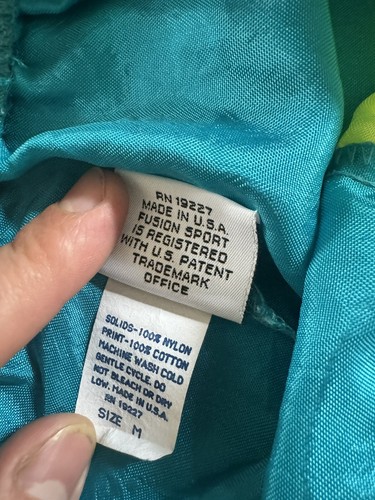 RN 19227
MADE IN U.S.A.
FUSION SPORT
IS REGISTERED
WITH U.S. PATENT
TRADEMARK
OFFICE
SOLIDS-100% NYLON
PRINT-100% COTTON
MACHINE WASH COLD
GENTLE CYCLE. DO
NOT BLEACH OR DRY
LOW. MADE IN U.S.A.
RN 19227
SIZE M